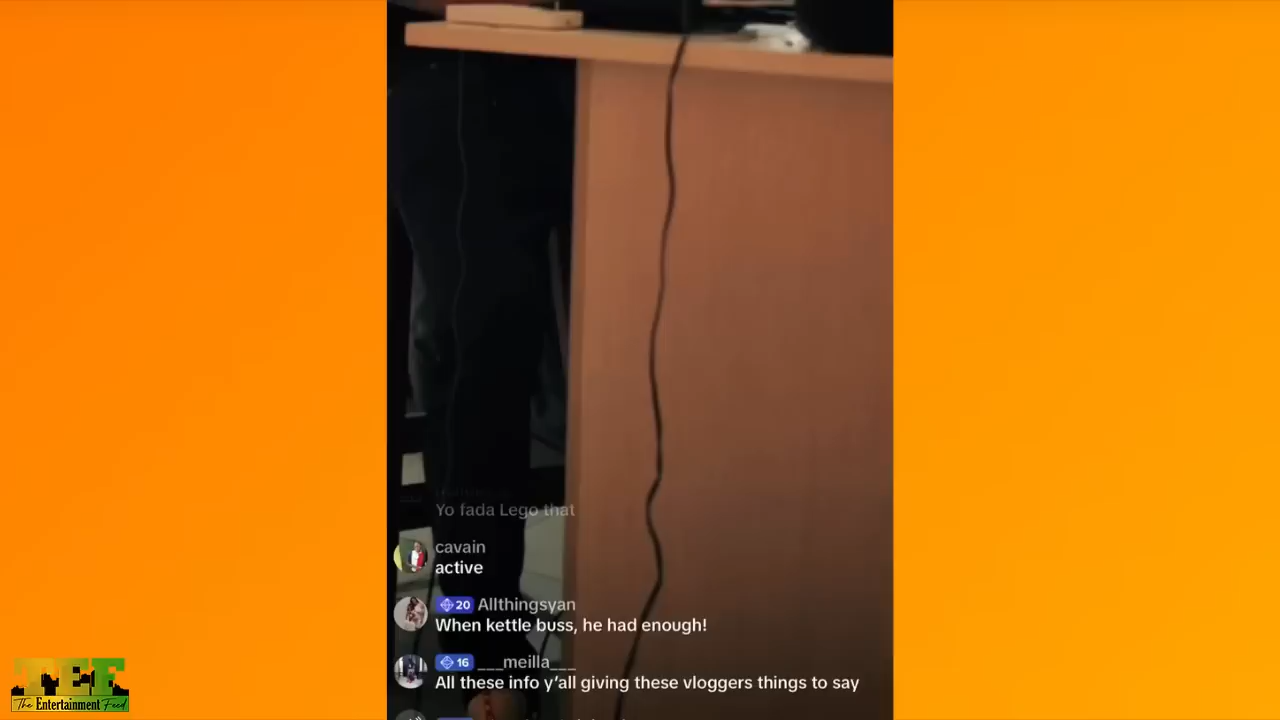 Yo fada Lego that
cavain
active
20 Allthingsyan
When kettle buss, he had enough!
16 ___meilla___
All these info y'all giving these vloggers things to say
TEF
The Entertainment Feed